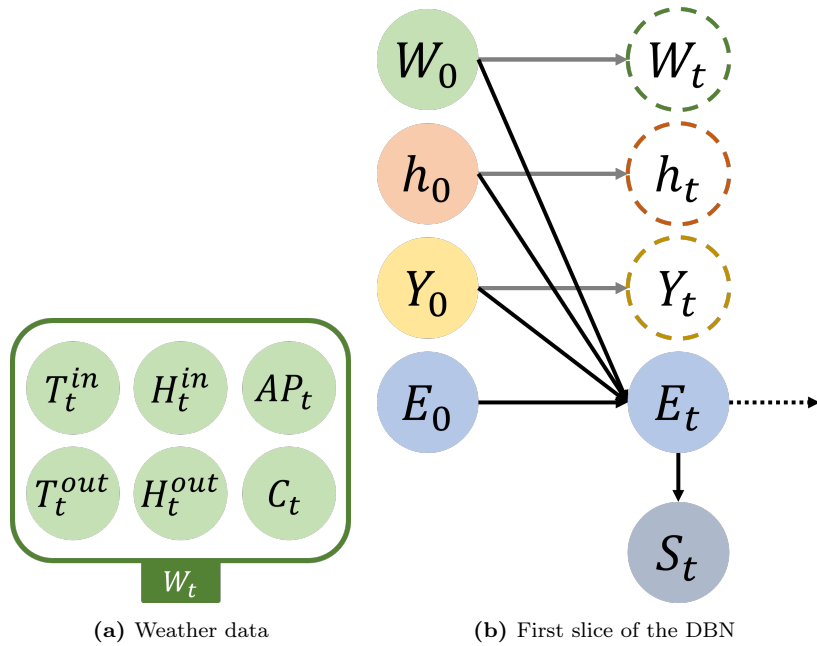 W_0 W_t
h_0 h_t
Y_0 Y_t
E_0 E_t
S_t
T_t^{in} H_t^{in} AP_t
T_t^{out} H_t^{out} C_t
W_t
(a) Weather data
(b) First slice of the DBN